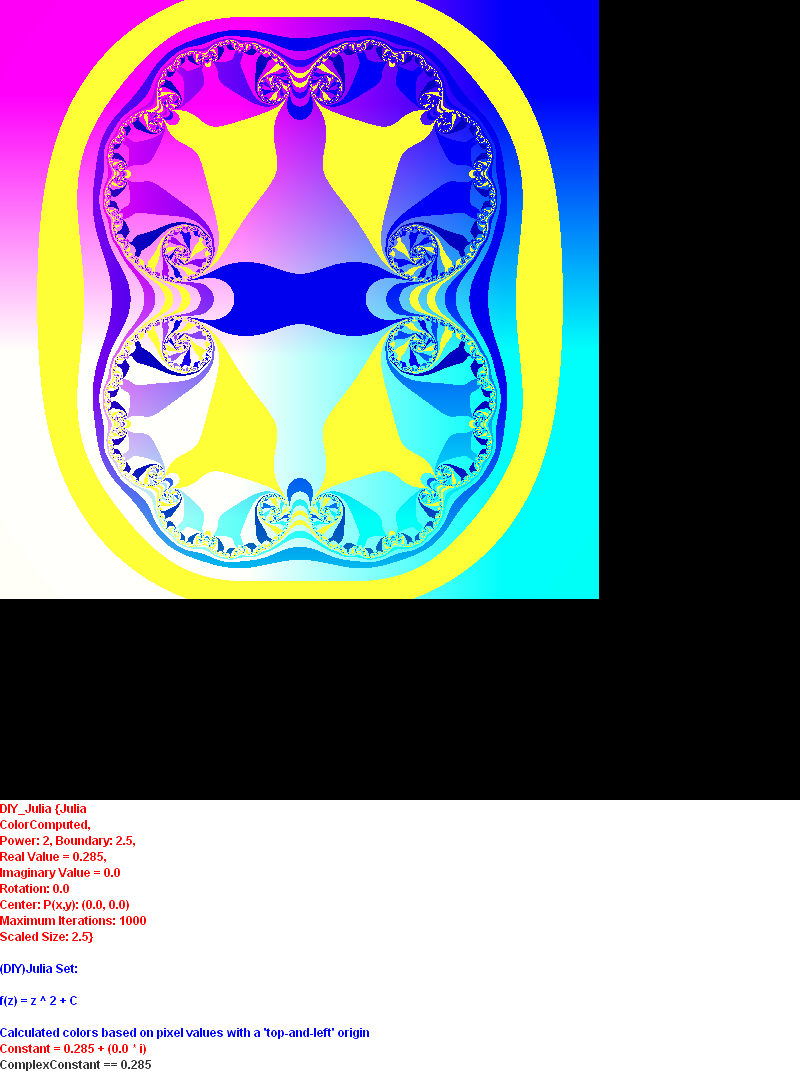 DIY_Julia {Julia
ColorComputed,
Power: 2, Boundary: 2.5,
Real Value = 0.285,
Imaginary Value = 0.0
Rotation: 0.0
Center: P(x,y): (0.0, 0.0)
Maximum Iterations: 1000
Scaled Size: 2.5}
(DIY)Julia Set:
f(z) = z ^ 2 + C
Calculated colors based on pixel values with a 'top-and-left' origin
Constant = 0.285 + (0.0 * i)
ComplexConstant == 0.285